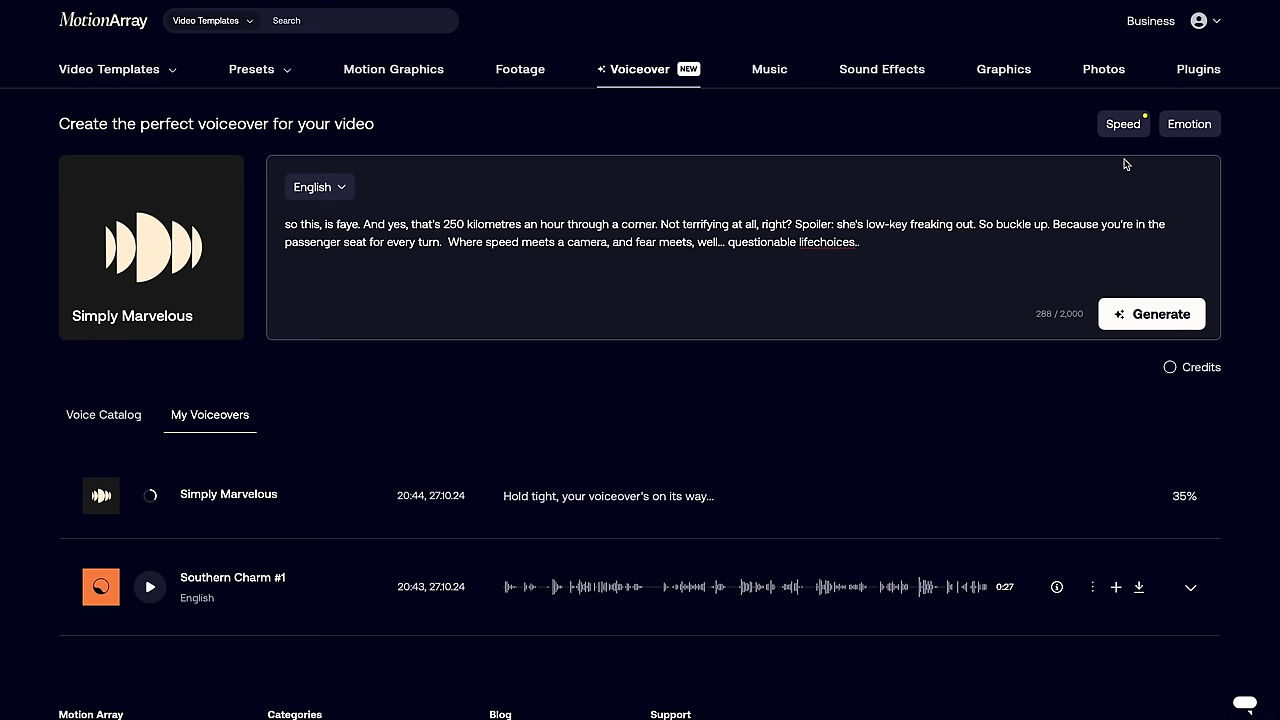 MotionArray
Video Templates
Search
Business
Video Templates
Presets
Motion Graphics
Footage
Voiceover NEW
Music
Sound Effects
Graphics
Photos
Plugins
Create the perfect voiceover for your video
Speed
Emotion
English
so this, is faye. And yes, that's 250 kilometres an hour through a corner. Not terrifying at all, right? Spoiler: she's low-key freaking out. So buckle up. Because you're in the
passenger seat for every turn.  Where speed meets a camera, and fear meets, well... questionable lifechoices..
Simply Marvelous
288 / 2,000
Generate
Credits
Voice Catalog
My Voiceovers
Simply Marvelous
20:44, 27.10.24
Hold tight, your voiceover's on its way...
35%
Southern Charm #1
English
20:43, 27.10.24
0:27
Motion Array
Categories
Blog
Support